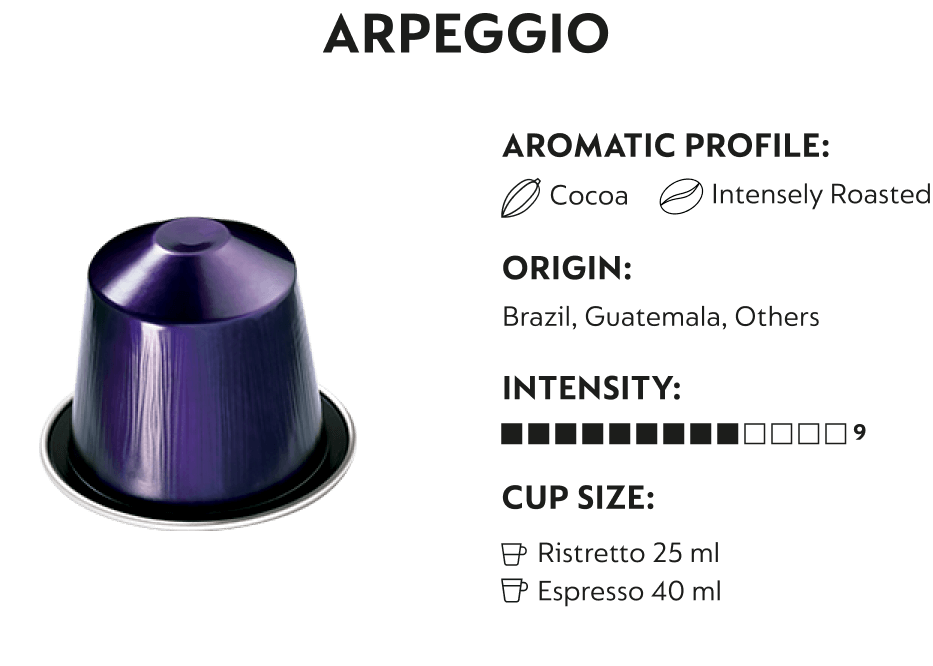 ARPEGGIO
AROMATIC PROFILE:
Cocoa Intensely Roasted
ORIGIN:
Brazil, Guatemala, Others
INTENSITY:
9
CUP SIZE:
Ristretto 25 ml
Espresso 40 ml